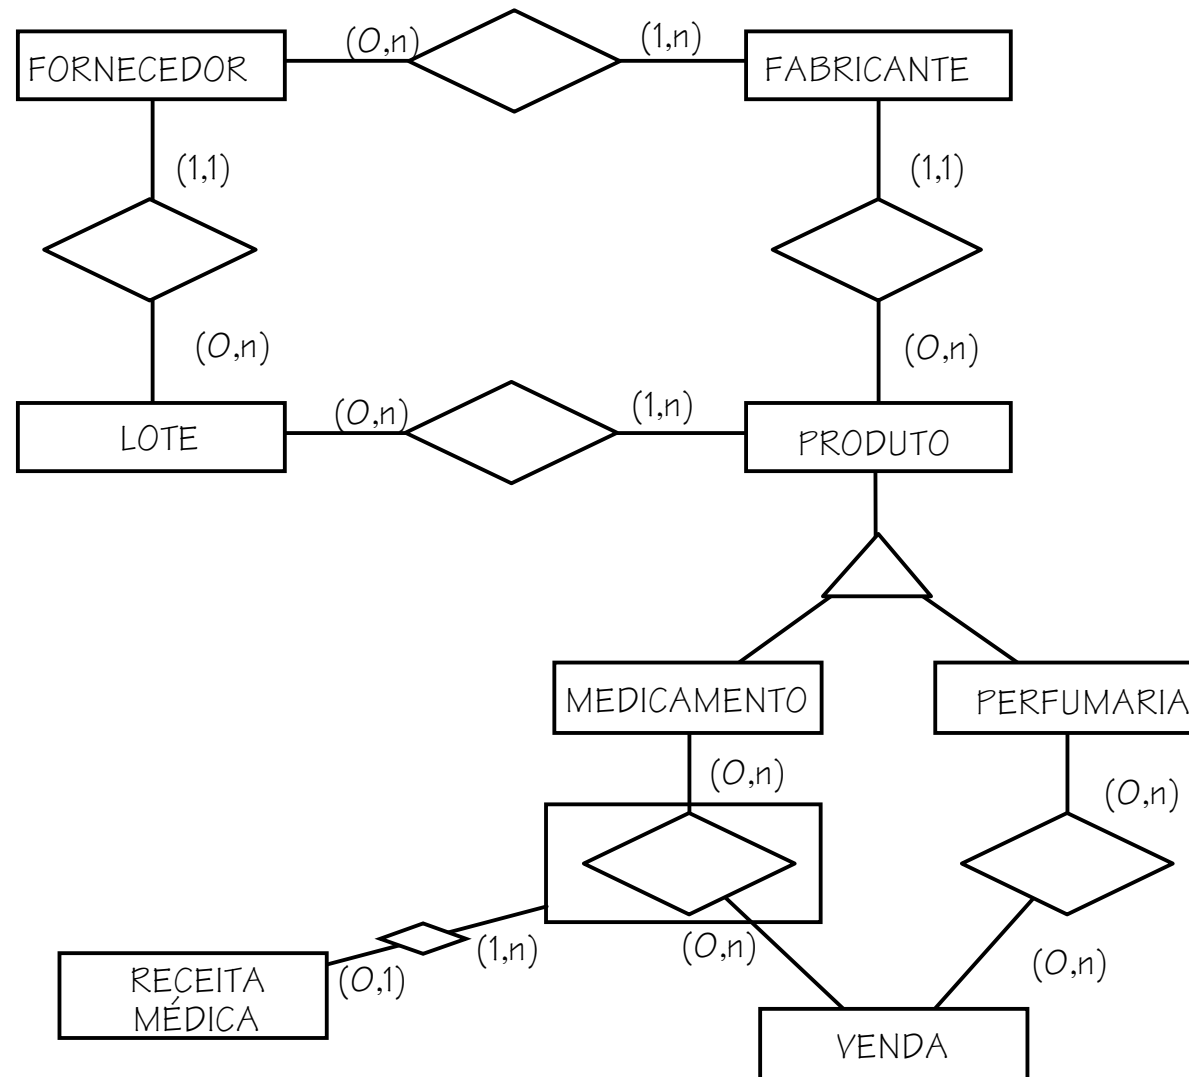 (0,n)
(1,n)
FORNECEDOR
FABRICANTE
(1,1)
(1,1)
(0,n)
(0,n)
(0,n)
(1,n)
LOTE
PRODUTO
MEDICAMENTO
PERFUMARIA
(0,n)
(0,n)
(0,n)
(1,n)
(0,n)
(0,1)
RECEITA
MÉDICA
VENDA